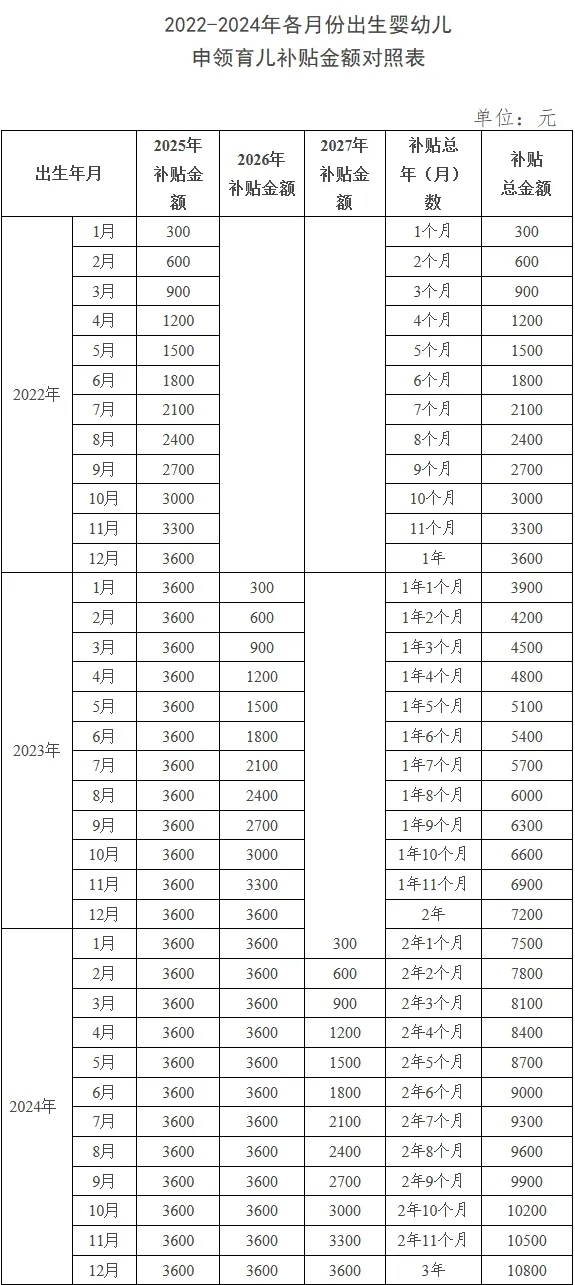 2022-2024年各月份出生婴幼儿
申领育儿补贴金额对照表
单位：元
出生年月 2025年补贴金额 2026年补贴金额 2027年补贴金额 补贴总年（月）数 补贴总金额
2022年
1月 300 1个月 300
2月 600 2个月 600
3月 900 3个月 900
4月 1200 4个月 1200
5月 1500 5个月 1500
6月 1800 6个月 1800
7月 2100 7个月 2100
8月 2400 8个月 2400
9月 2700 9个月 2700
10月 3000 10个月 3000
11月 3300 11个月 3300
12月 3600 1年 3600
2023年
1月 3600 300 1年1个月 3900
2月 3600 600 1年2个月 4200
3月 3600 900 1年3个月 4500
4月 3600 1200 1年4个月 4800
5月 3600 1500 1年5个月 5100
6月 3600 1800 1年6个月 5400
7月 3600 2100 1年7个月 5700
8月 3600 2400 1年8个月 6000
9月 3600 2700 1年9个月 6300
10月 3600 3000 1年10个月 6600
11月 3600 3300 1年11个月 6900
12月 3600 3600 2年 7200
2024年
1月 3600 3600 300 2年1个月 7500
2月 3600 3600 600 2年2个月 7800
3月 3600 3600 900 2年3个月 8100
4月 3600 3600 1200 2年4个月 8400
5月 3600 3600 1500 2年5个月 8700
6月 3600 3600 1800 2年6个月 9000
7月 3600 3600 2100 2年7个月 9300
8月 3600 3600 2400 2年8个月 9600
9月 3600 3600 2700 2年9个月 9900
10月 3600 3600 3000 2年10个月 10200
11月 3600 3600 3300 2年11个月 10500
12月 3600 3600 3600 3年 10800